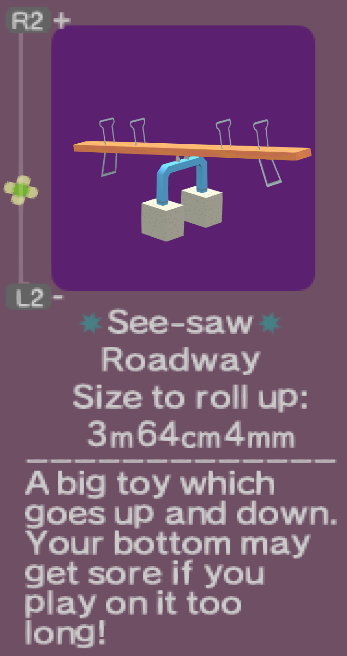 R2 +
L2 -
See-saw
Roadway
Size to roll up:
3m64cm4mm
A big toy which
goes up and down.
Your bottom may
get sore if you
play on it too
long!